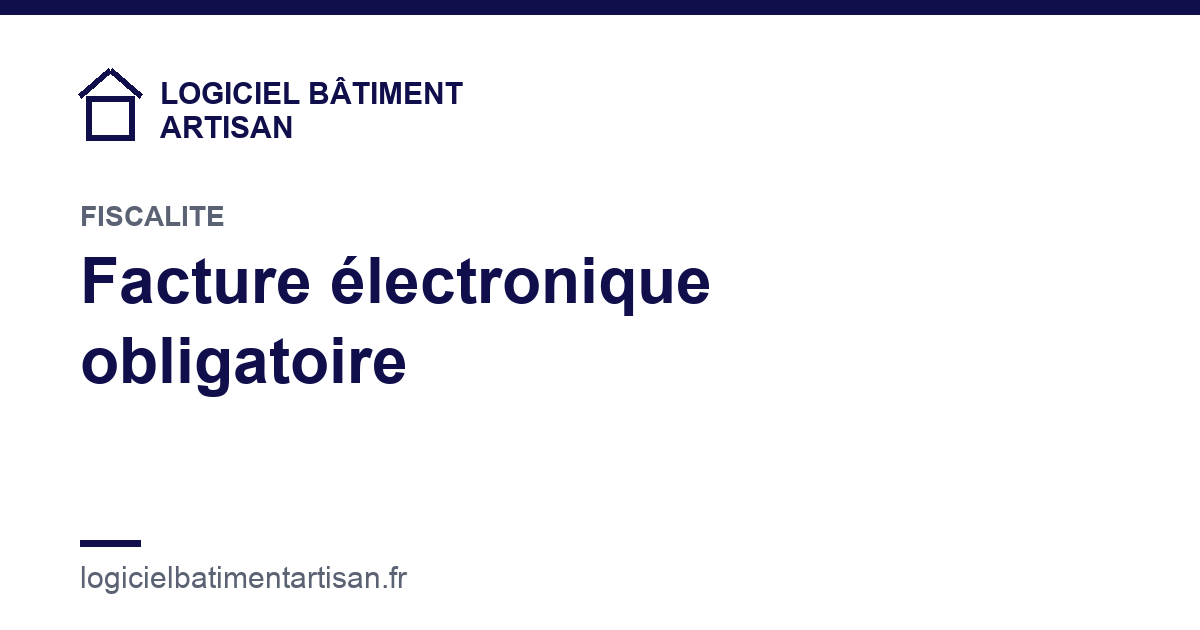 LOGICIEL BÂTIMENT
ARTISAN
FISCALITE
Facture électronique
obligatoire
logicielbatimentartisan.fr